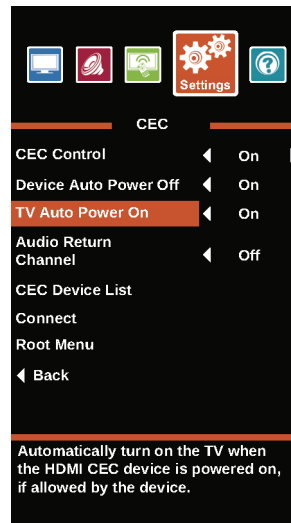 Settings
CEC
CEC Control On
Device Auto Power Off On
TV Auto Power On On
Audio Return
Channel Off
CEC Device List
Connect
Root Menu
Back
Automatically turn on the TV when
the HDMI CEC device is powered on,
if allowed by the device.